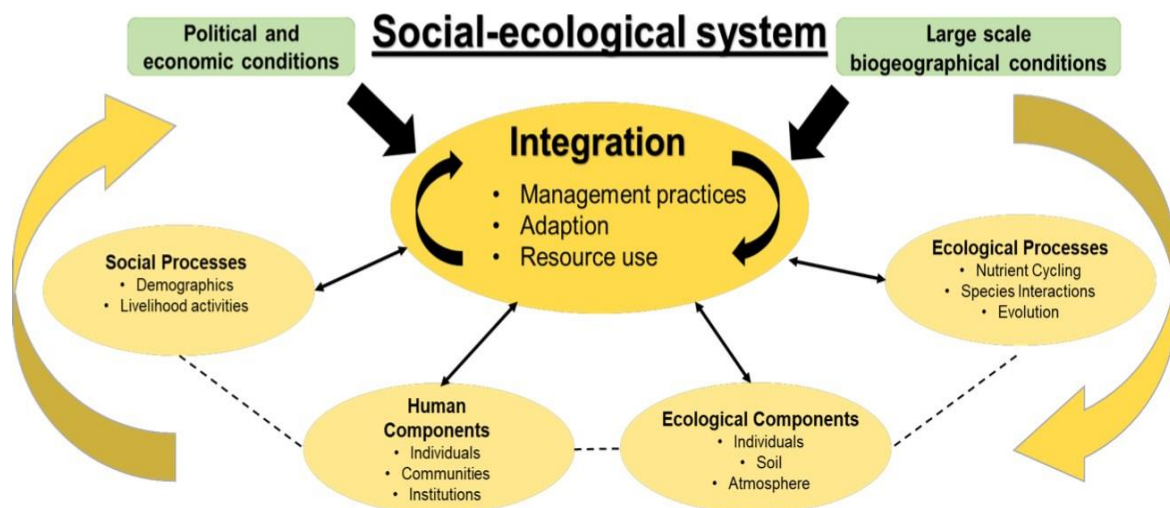 Social-ecological system
Political and
economic conditions
Large scale
biogeographical conditions
Integration
• Management practices
• Adaption
• Resource use
Social Processes
• Demographics
• Livelihood activities
Ecological Processes
• Nutrient Cycling
• Species Interactions
• Evolution
Human
Components
• Individuals
• Communities
• Institutions
Ecological Components
• Individuals
• Soil
• Atmosphere